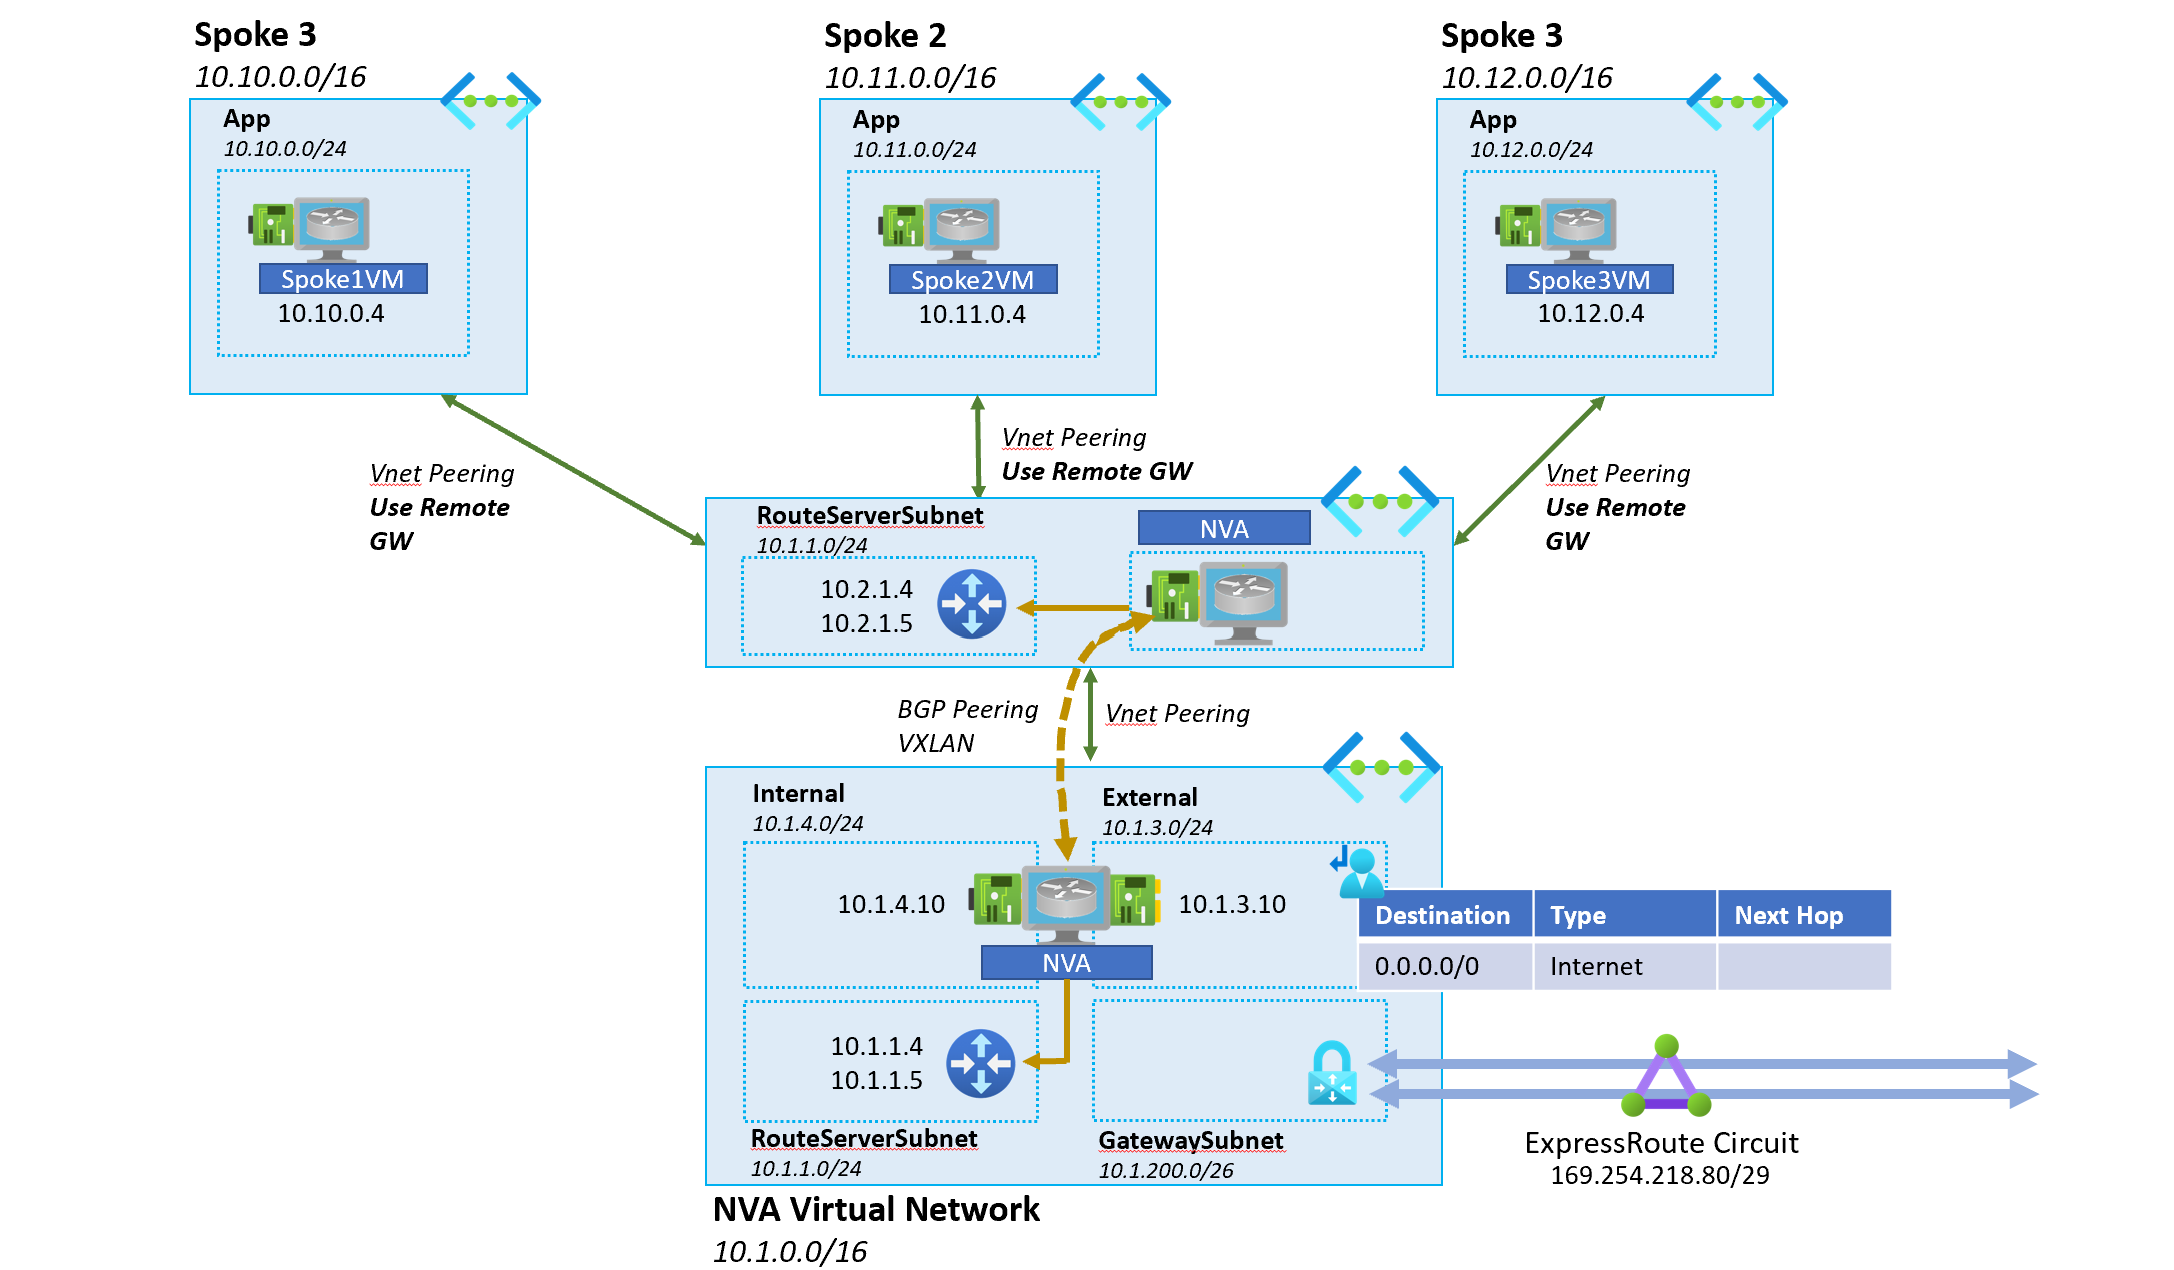 Spoke 3
10.10.0.0/16
App
10.10.0.0/24
Spoke1VM
10.10.0.4
Spoke 2
10.11.0.0/16
App
10.11.0.0/24
Spoke2VM
10.11.0.4
Spoke 3
10.12.0.0/16
App
10.12.0.0/24
Spoke3VM
10.12.0.4
Vnet Peering
Use Remote
GW
Vnet Peering
Use Remote GW
Vnet Peering
Use Remote
GW
RouteServerSubnet
10.1.1.0/24
10.2.1.4
10.2.1.5
NVA
BGP Peering
VXLAN
Vnet Peering
Internal
10.1.4.0/24
10.1.4.10
External
10.1.3.0/24
10.1.3.10
NVA
Destination Type Next Hop
0.0.0.0/0 Internet
10.1.1.4
10.1.1.5
RouteServerSubnet
10.1.1.0/24
GatewaySubnet
10.1.200.0/26
ExpressRoute Circuit
169.254.218.80/29
NVA Virtual Network
10.1.0.0/16